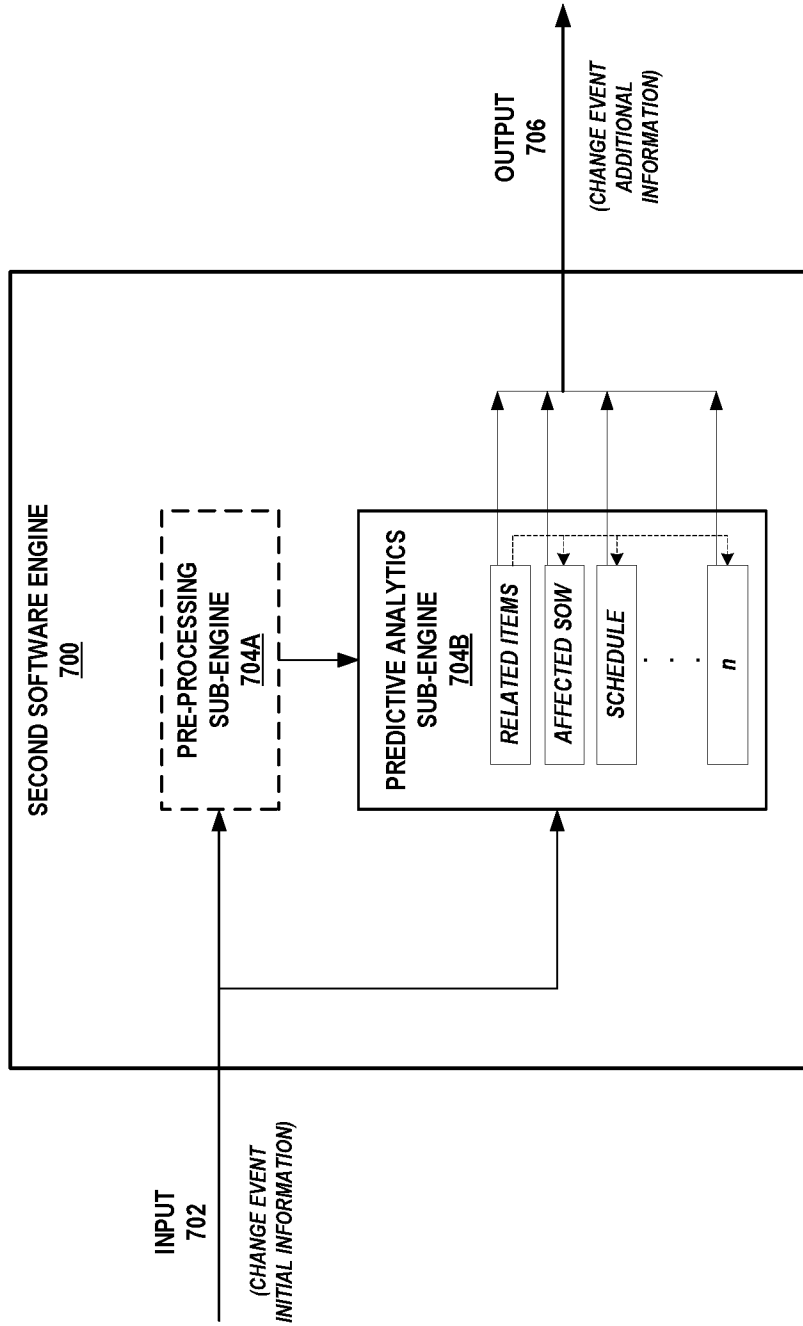 SECOND SOFTWARE ENGINE
700
INPUT
702
(CHANGE EVENT
INITIAL INFORMATION)
PRE-PROCESSING
SUB-ENGINE
704A
PREDICTIVE ANALYTICS
SUB-ENGINE
704B
RELATED ITEMS
AFFECTED SOW
SCHEDULE
. . .
n
OUTPUT
706
(CHANGE EVENT
ADDITIONAL
INFORMATION)